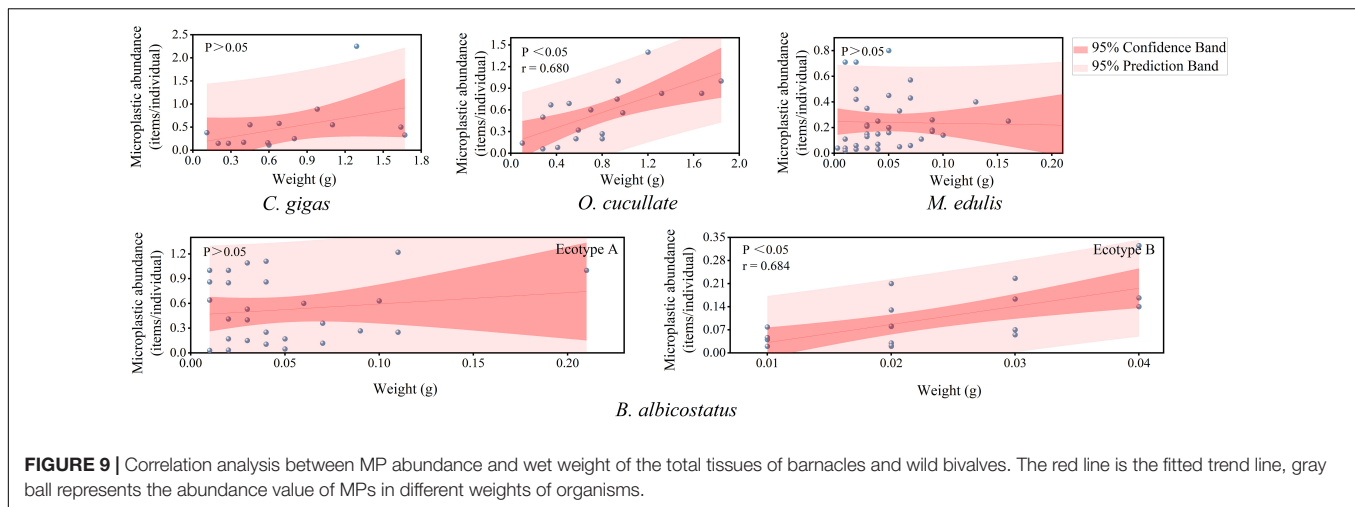 Microplastic abundance
(items/individual)
2.5
2.0
1.5
1.0
0.5
0.0
P>0.05
0.0 0.3 0.6 0.9 1.2 1.5 1.8
Weight (g)
C. gigas
Microplastic abundance
(items/individual)
1.5
1.2
0.9
0.6
0.3
0.0
P <0.05
r = 0.680
0.0 0.4 0.8 1.2 1.6 2.0
Weight (g)
O. cucullate
Microplastic abundance
(items/individual)
0.8
0.6
0.4
0.2
0.0
P>0.05
0.00 0.05 0.10 0.15 0.20
Weight (g)
M. edulis
95% Confidence Band
95% Prediction Band
Microplastic abundance
(items/individual)
1.2
0.9
0.6
0.3
0.0
P>0.05
Ecotype A
0.00 0.05 0.10 0.15 0.20
Weight (g)
Microplastic abundance
(items/individual)
0.35
0.28
0.21
0.14
0.07
0.00
P <0.05
r = 0.684
Ecotype B
0.01 0.02 0.03 0.04
Weight (g)
B. albicostatus
FIGURE 9 | Correlation analysis between MP abundance and wet weight of the total tissues of barnacles and wild bivalves. The red line is the fitted trend line, gray
ball represents the abundance value of MPs in different weights of organisms.